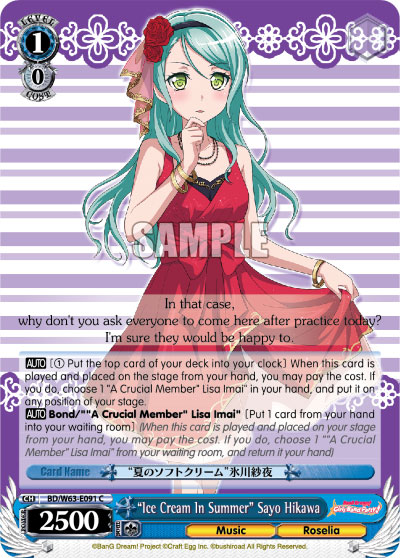 LEVEL
1
0
COST
SAMPLE
In that case,
why don't you ask everyone to come here after practice today?
I'm sure they would be happy to.
AUTO [① Put the top card of your deck into your clock] When this card is
played and placed on the stage from your hand, you may pay the cost. If
you do, choose 1 "A Crucial Member" Lisa Imai" in your hand, and put it on
any position of your stage.
AUTO Bond/""A Crucial Member" Lisa Imai" [Put 1 card from your hand
into your waiting room] (When this card is played and placed on your stage
from your hand, you may pay the cost. If you do, choose 1 ""A Crucial
Member" Lisa Imai" from your waiting room, and return it your hand)
Card Name
"夏のソフトクリーム"氷川紗夜
CH
BD/W63-E091 C
POWER
2500
SOUL
"Ice Cream In Summer" Sayo Hikawa
Music
Roselia
©BanG Dream! Project ©Craft Egg Inc. ©bushiroad All Rights Reserved.